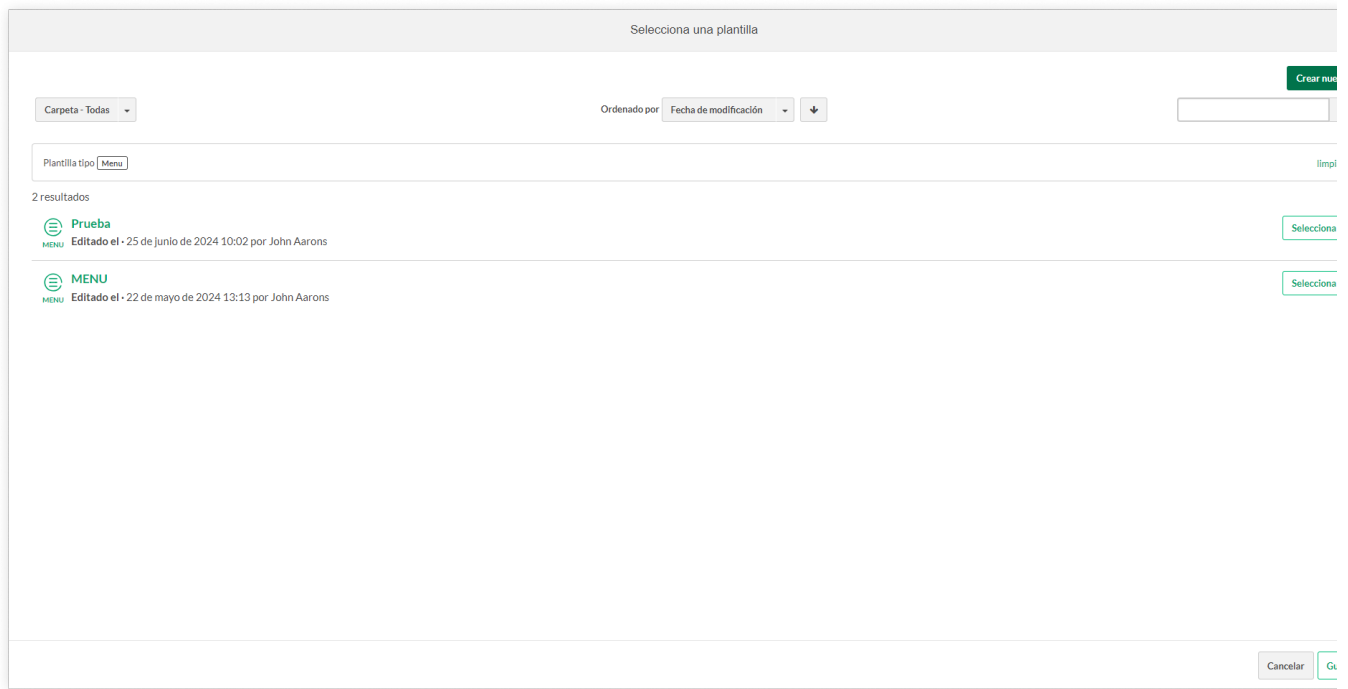 Selecciona una plantilla
Crear nue
Carpeta - Todas
Ordenado por Fecha de modificación
Plantilla tipo Menu
limpi
2 resultados
Prueba
Selecciona
MENU Editado el · 25 de junio de 2024 10:02 por John Aarons
MENU
Selecciona
MENU Editado el · 22 de mayo de 2024 13:13 por John Aarons
Cancelar
Gu